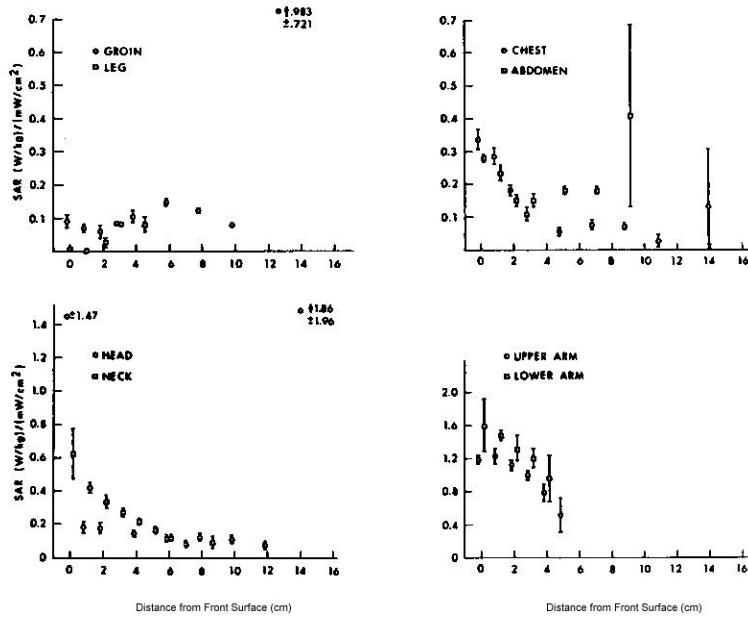 ‡.983
±.721
0.7
GROIN
0.6
LEG
0.5
0.4
0.3
0.2
0.1
SAR (W/kg)/(mW/cm²)
0 2 4 6 8 10 12 14 16
0.7
CHEST
0.6
ABDOMEN
0.5
0.4
0.3
0.2
0.1
0 2 4 6 8 10 12 14 16
±1.47
‡1.86
±1.96
1.4
HEAD
1.2
NECK
1.0
0.8
0.6
0.4
0.2
0
SAR (W/kg)/(mW/cm²)
0 2 4 6 8 10 12 14 16
Distance from Front Surface (cm)
UPPER ARM
LOWER ARM
2.0
1.6
1.2
0.8
0.4
0
0 2 4 6 8 10 12 14 16
Distance from Front Surface (cm)